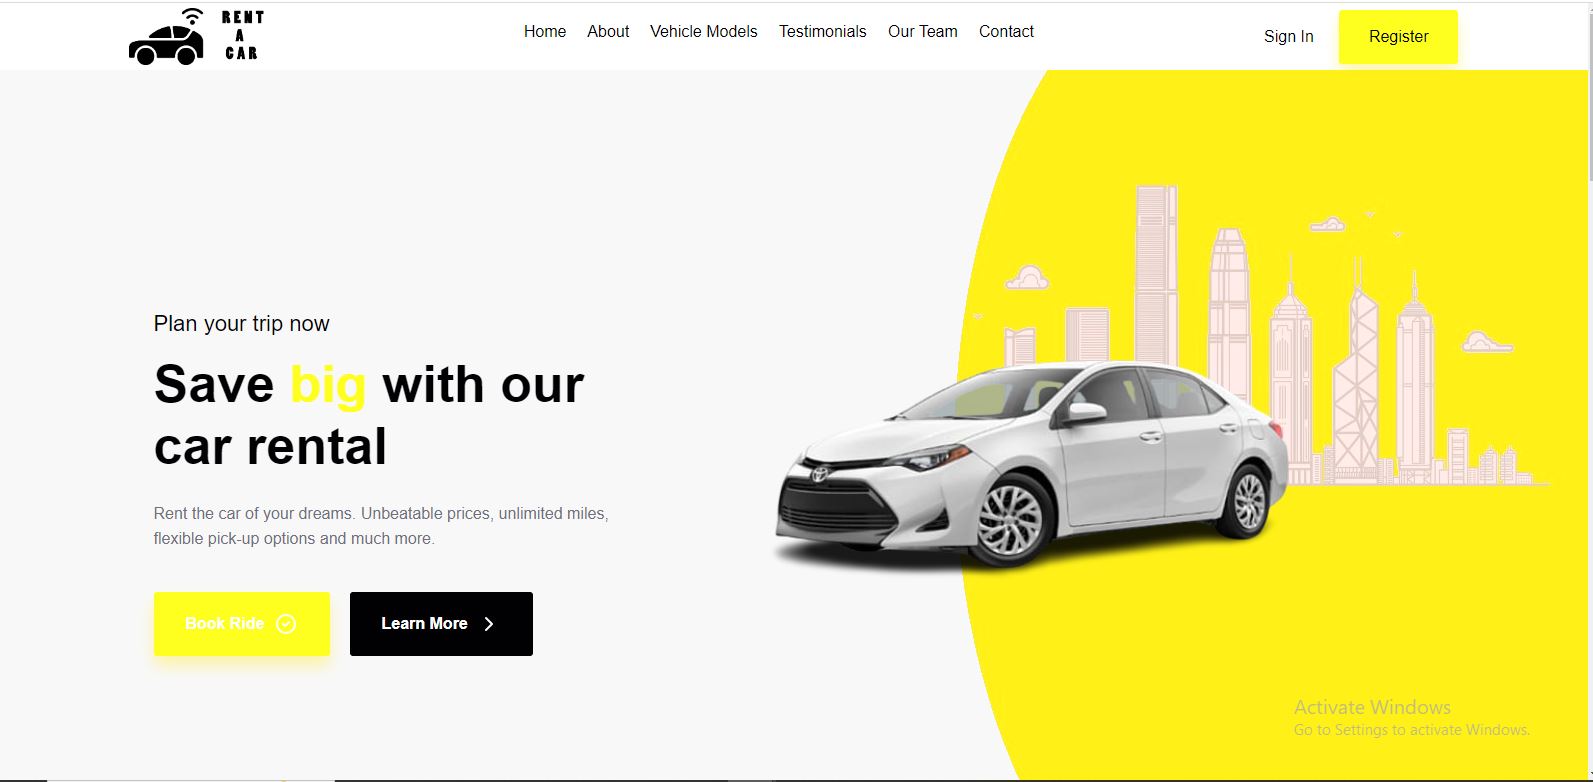 RENT
A
CAR
Home About Vehicle Models Testimonials Our Team Contact
Sign In Register
Plan your trip now
Save big with our
car rental
Rent the car of your dreams. Unbeatable prices, unlimited miles,
flexible pick-up options and much more.
Book Ride Learn More
Activate Windows
Go to Settings to activate Windows.